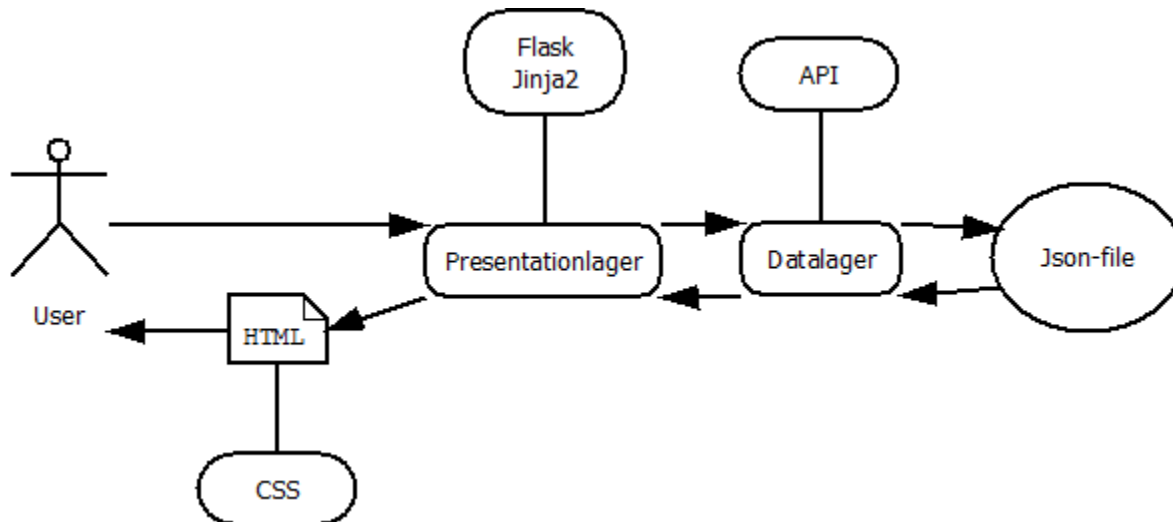 Flask
Jinja2
API
Presentationlager
Datalager
Json-file
User
HTML
CSS